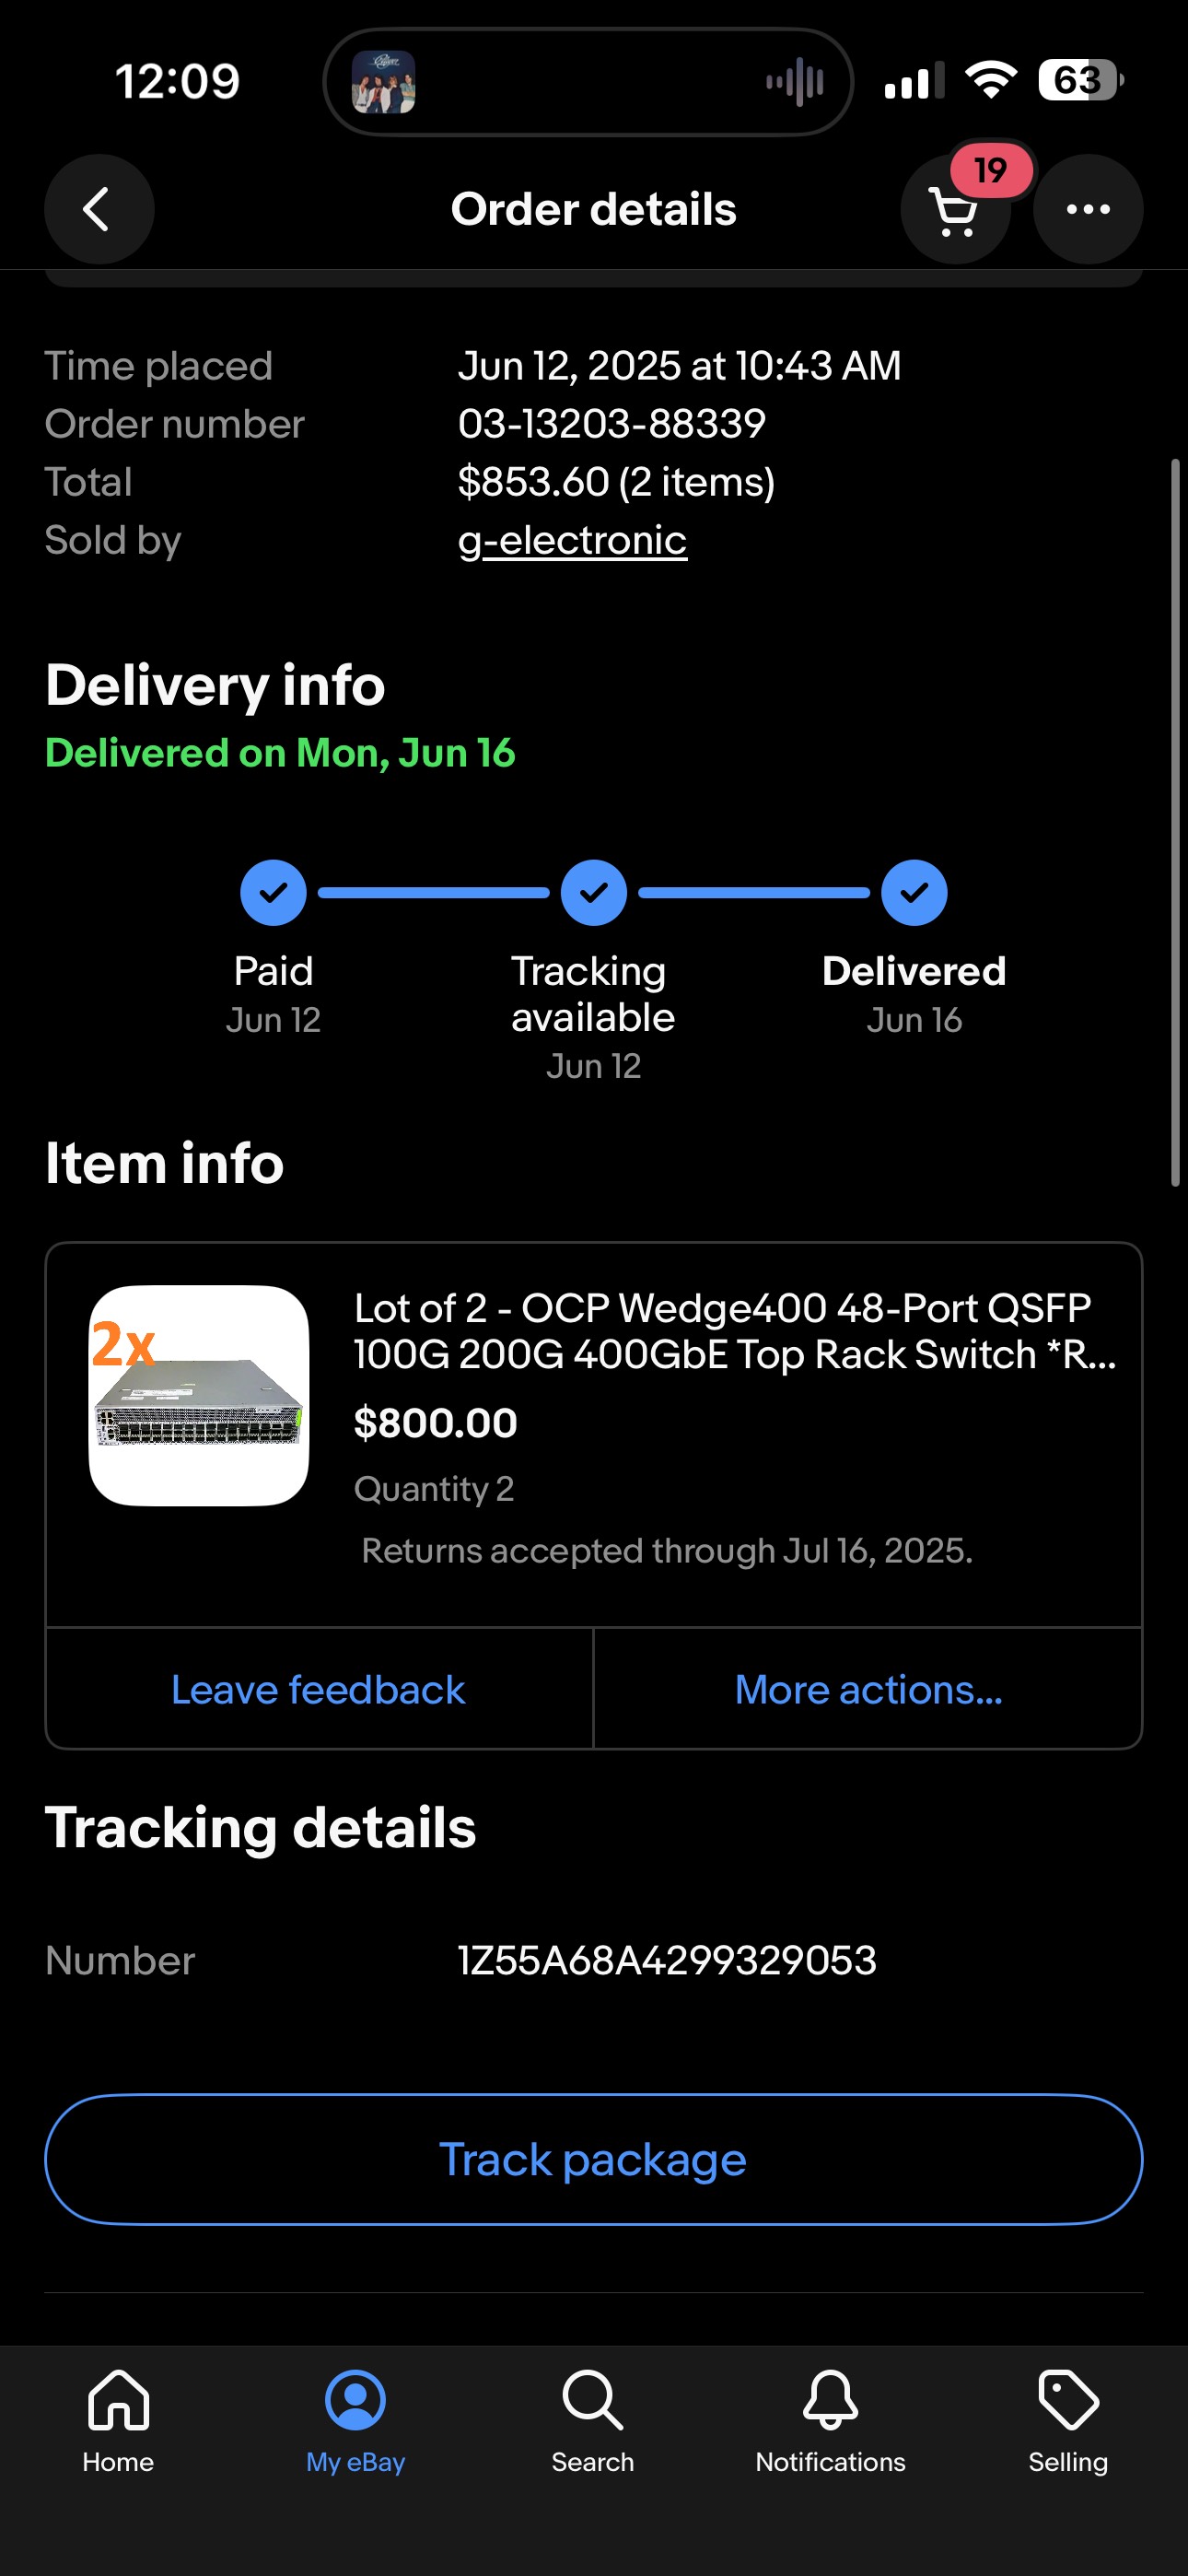 12:09
63
Order details
19
Time placed Jun 12, 2025 at 10:43 AM
Order number 03-13203-88339
Total $853.60 (2 items)
Sold by g-electronic
Delivery info
Delivered on Mon, Jun 16
Paid
Jun 12
Tracking
available
Jun 12
Delivered
Jun 16
Item info
2x
Lot of 2 - OCP Wedge400 48-Port QSFP
100G 200G 400GbE Top Rack Switch *R...
$800.00
Quantity 2
Returns accepted through Jul 16, 2025.
Leave feedback
More actions...
Tracking details
Number 1Z55A68A4299329053
Track package
Home
My eBay
Search
Notifications
Selling